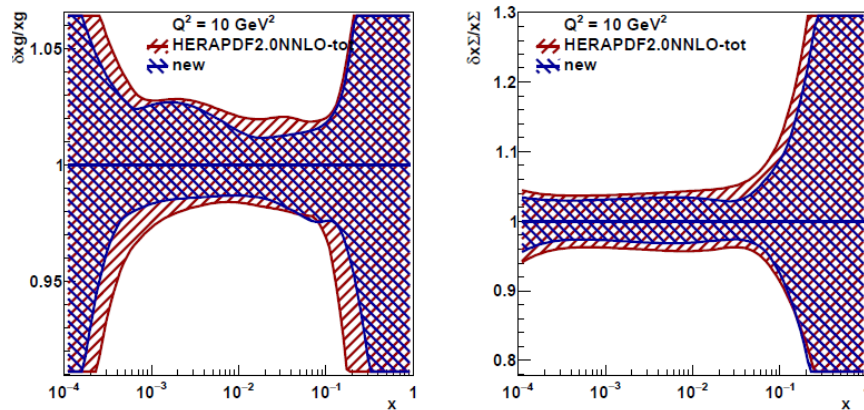 δxg/xg
Q² = 10 GeV²
HERAPDF2.0NNLO-tot
new
1.05
1
0.95
10⁻⁴
10⁻³
10⁻²
10⁻¹
1
x
δxΣ/xΣ
Q² = 10 GeV²
HERAPDF2.0NNLO-tot
new
1.3
1.2
1.1
1
0.9
0.8
10⁻⁴
10⁻³
10⁻²
10⁻¹
1
x